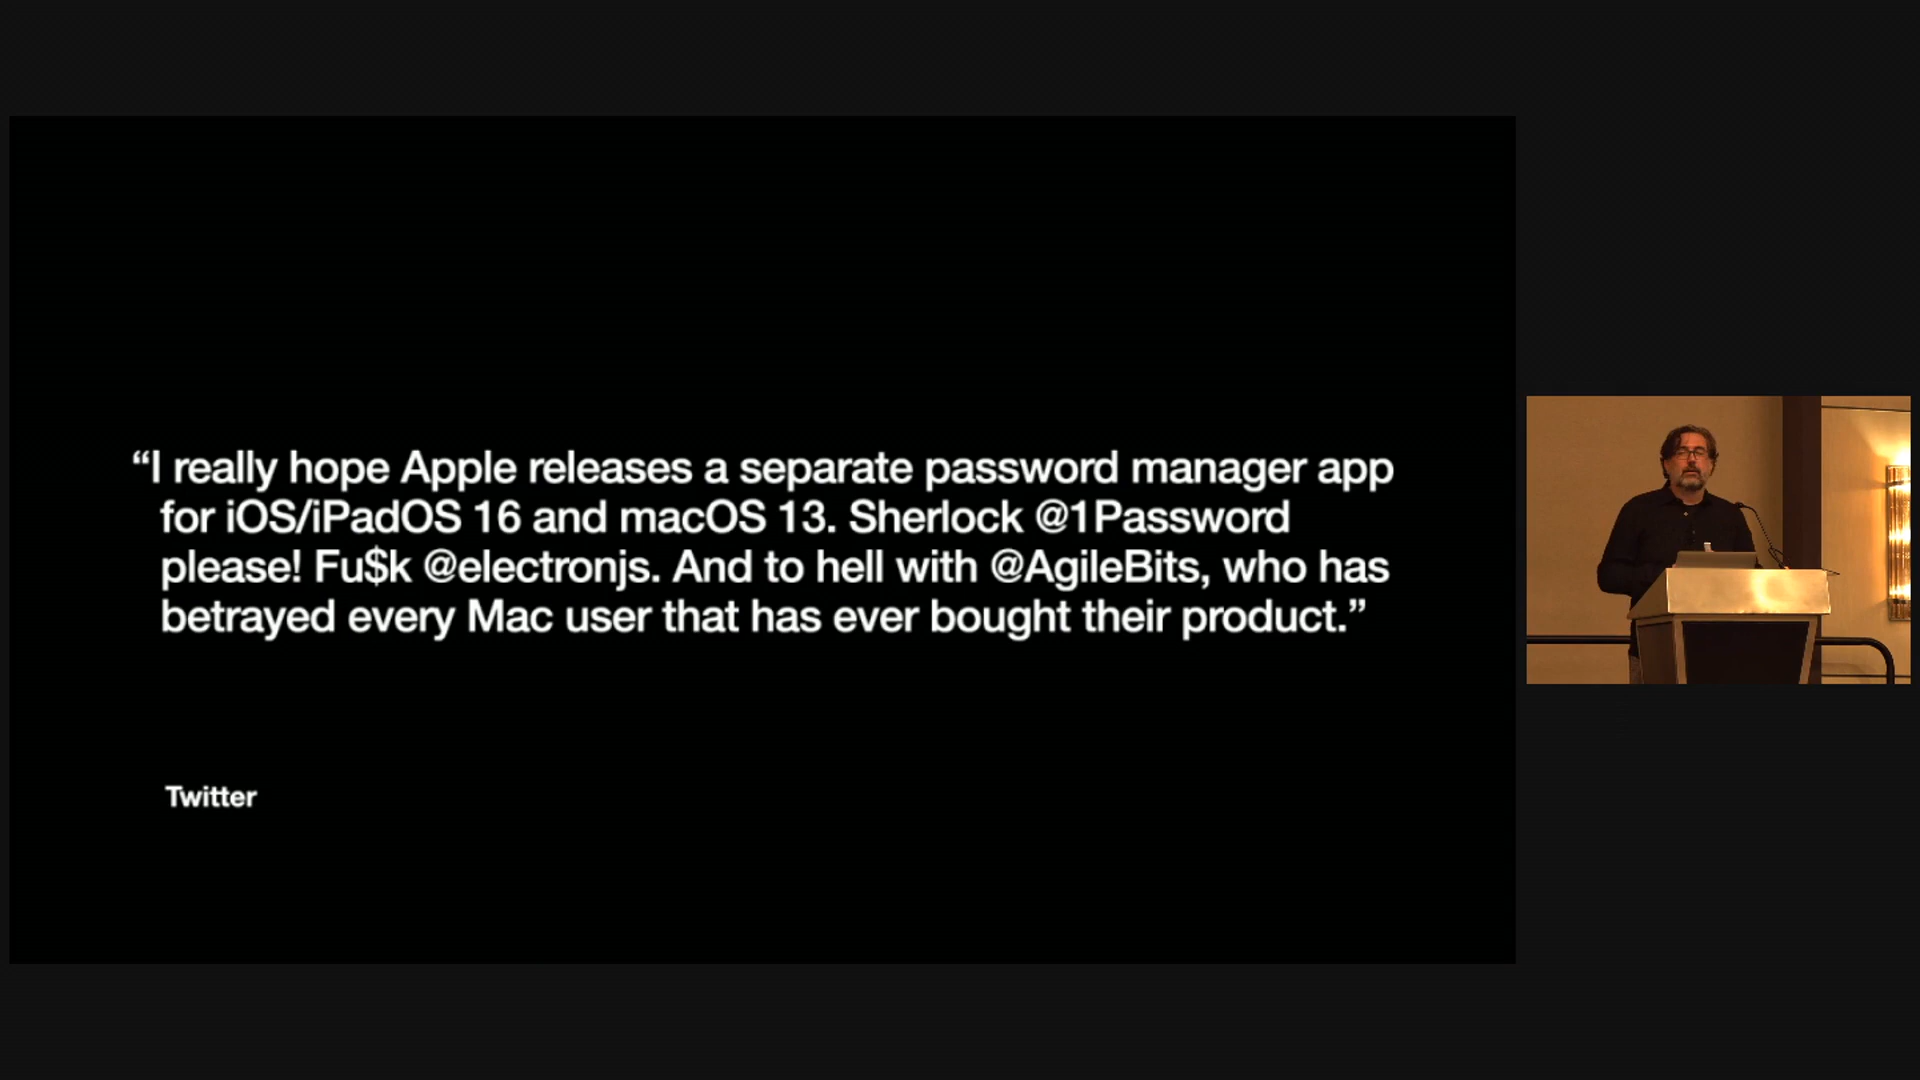 “I really hope Apple releases a separate password manager app
for iOS/iPadOS 16 and macOS 13. Sherlock @1Password
please! Fu$k @electronjs. And to hell with @AgileBits, who has
betrayed every Mac user that has ever bought their product.”
Twitter